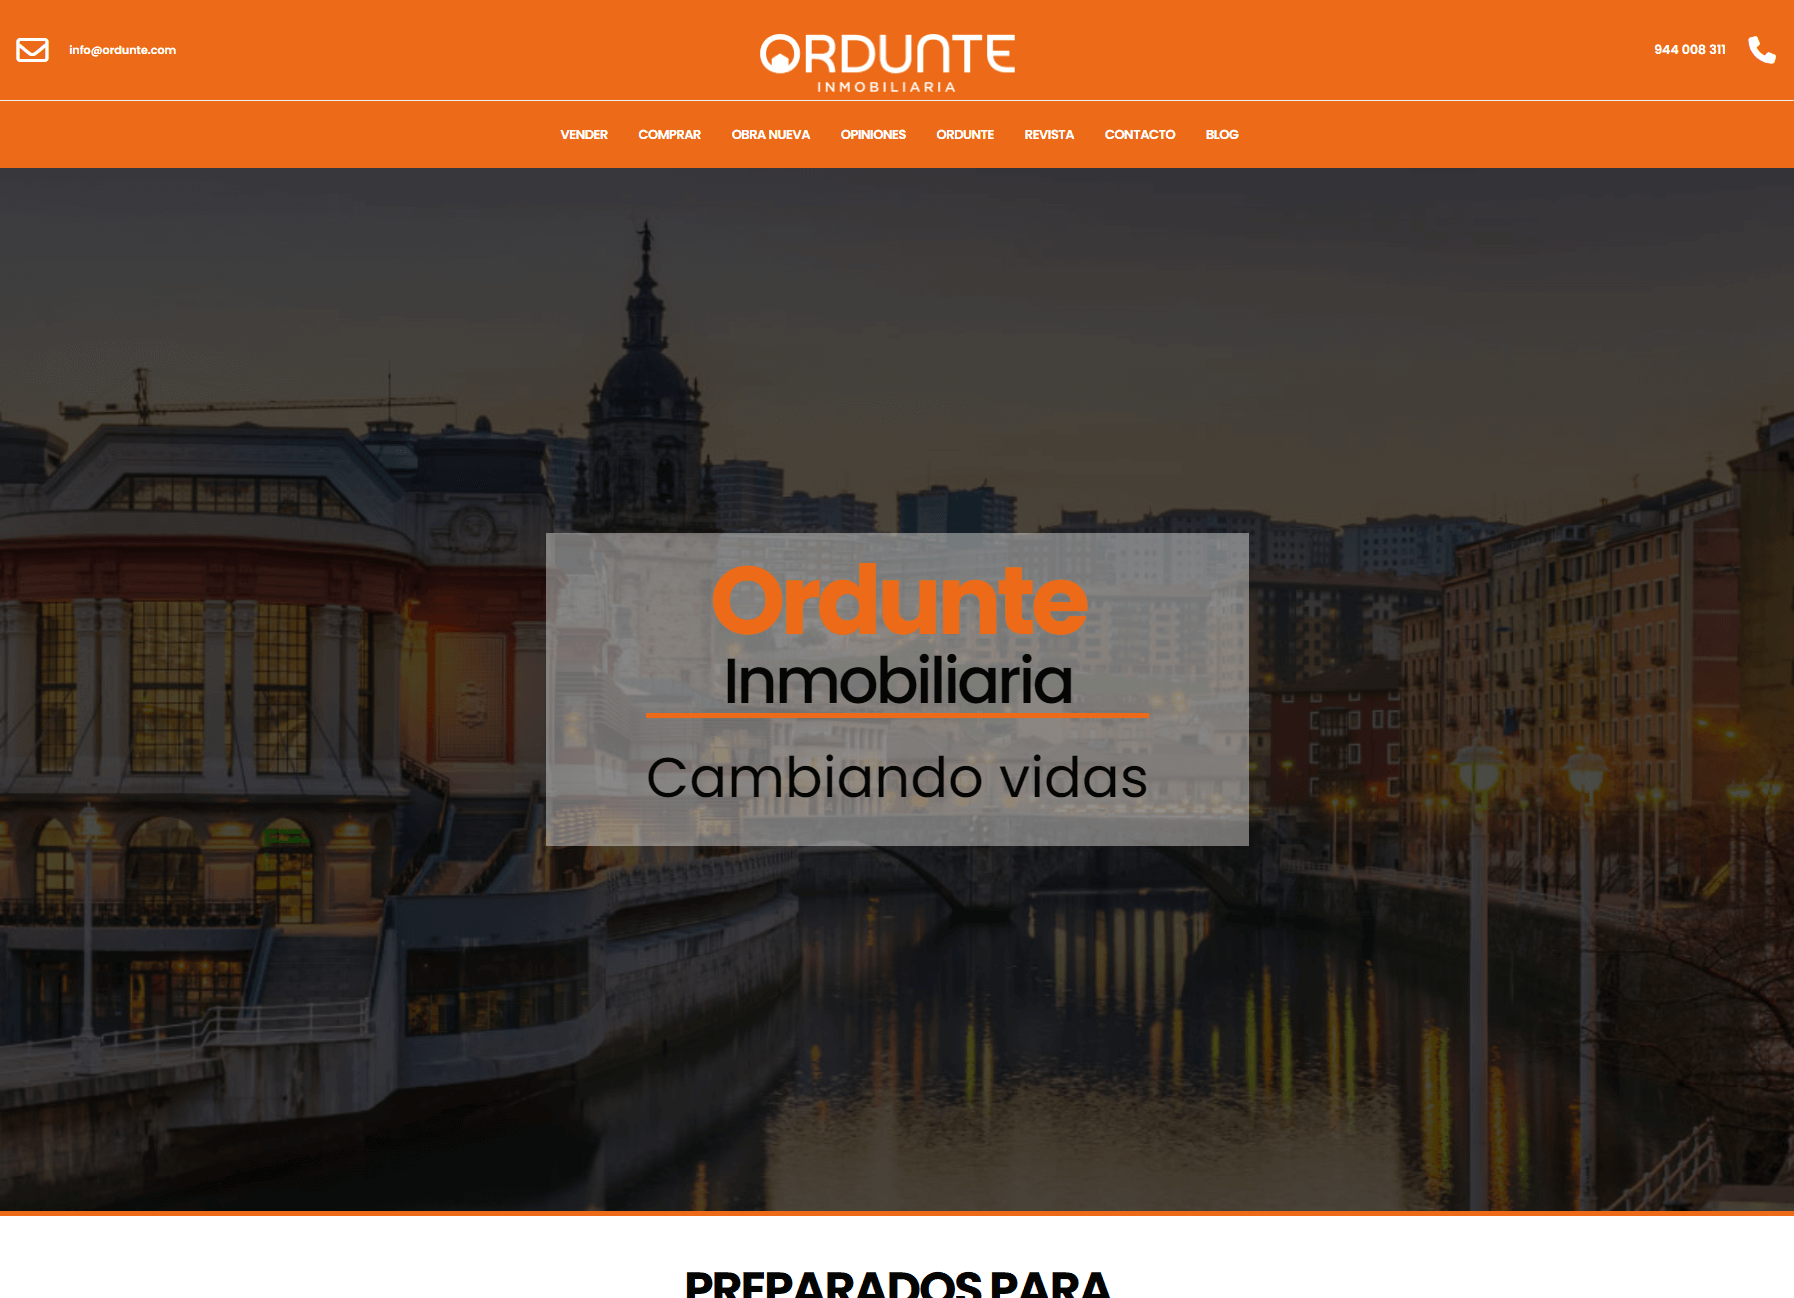 info@ordunte.com
ORDUNTE
INMOBILIARIA
944 008 311
VENDER COMPRAR OBRA NUEVA OPINIONES ORDUNTE REVISTA CONTACTO BLOG
Ordunte
Inmobiliaria
Cambiando vidas
PREPARADOS PARA